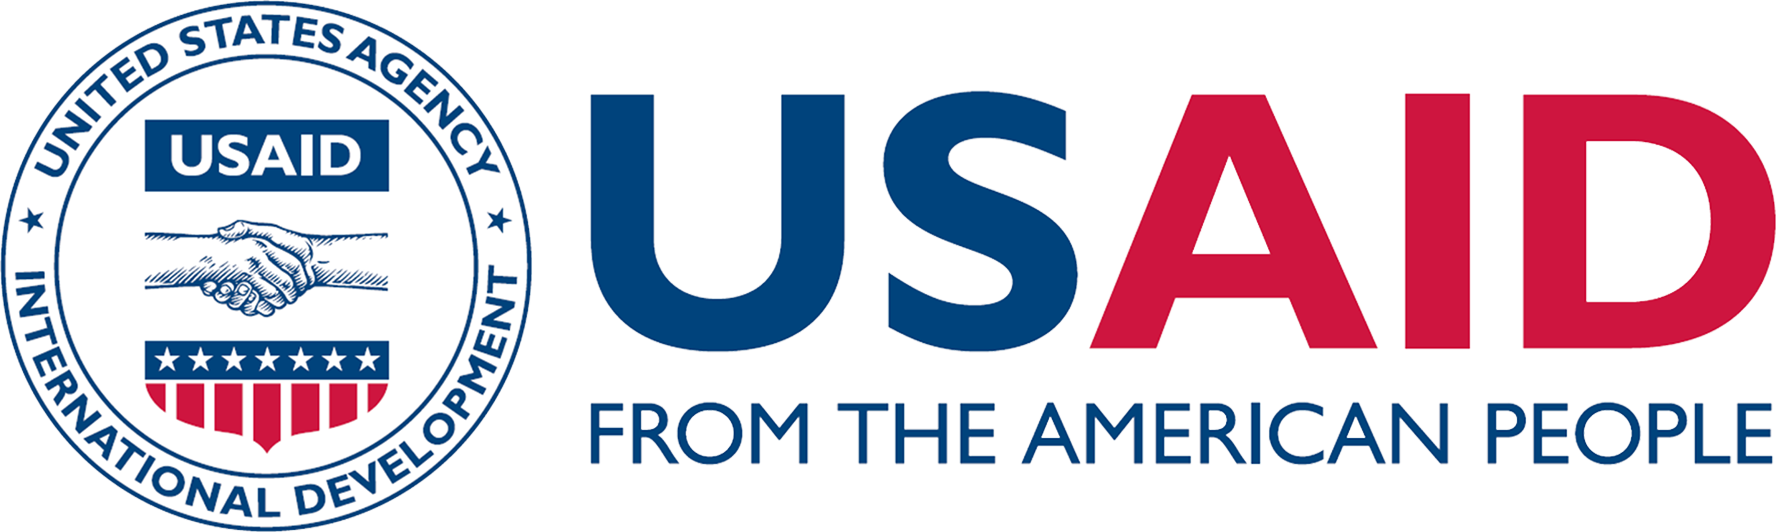 UNITED STATES AGENCY
USAID
INTERNATIONAL DEVELOPMENT
USAID
FROM THE AMERICAN PEOPLE